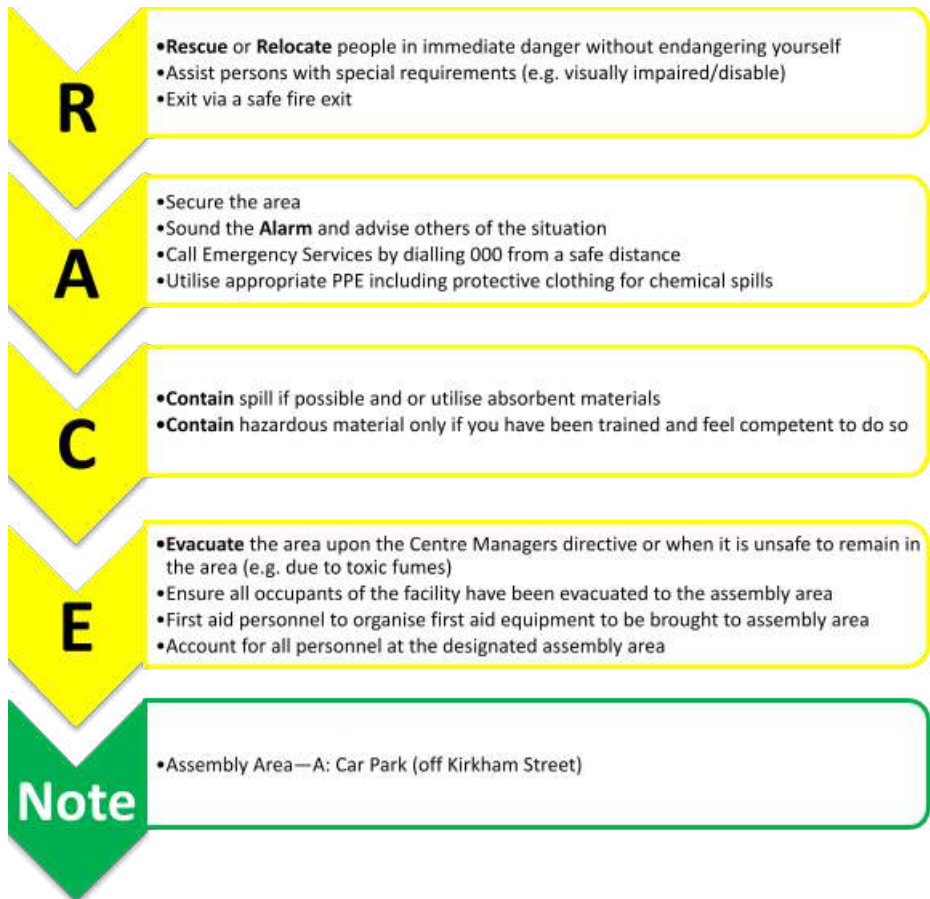 R
•Rescue or Relocate people in immediate danger without endangering yourself
•Assist persons with special requirements (e.g. visually impaired/disable)
•Exit via a safe fire exit
A
•Secure the area
•Sound the Alarm and advise others of the situation
•Call Emergency Services by dialling 000 from a safe distance
•Utilise appropriate PPE including protective clothing for chemical spills
C
•Contain spill if possible and or utilise absorbent materials
•Contain hazardous material only if you have been trained and feel competent to do so
E
•Evacuate the area upon the Centre Managers directive or when it is unsafe to remain in
the area (e.g. due to toxic fumes)
•Ensure all occupants of the facility have been evacuated to the assembly area
•First aid personnel to organise first aid equipment to be brought to assembly area
•Account for all personnel at the designated assembly area
Note
•Assembly Area—A: Car Park (off Kirkham Street)